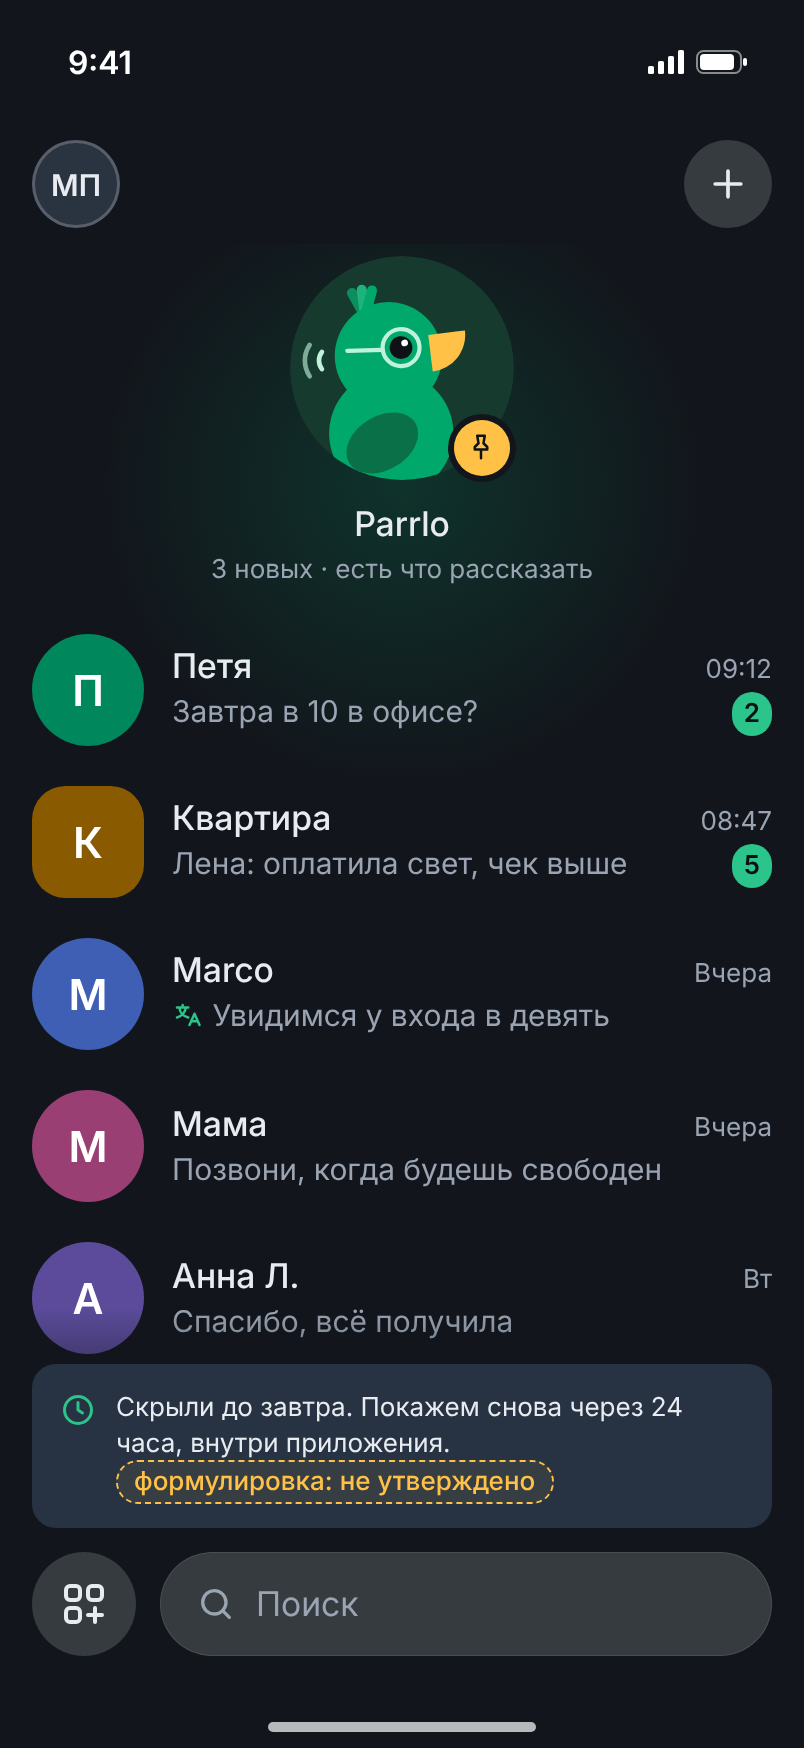 9:41
МП
Parrlo
3 новых · есть что рассказать
П
Петя
09:12
Завтра в 10 в офисе?
2
К
Квартира
08:47
Лена: оплатила свет, чек выше
5
M
Marco
Вчера
Увидимся у входа в девять
М
Мама
Вчера
Позвони, когда будешь свободен
А
Анна Л.
Вт
Спасибо, всё получила
Скрыли до завтра. Покажем снова через 24
часа, внутри приложения.
формулировка: не утверждено
Поиск